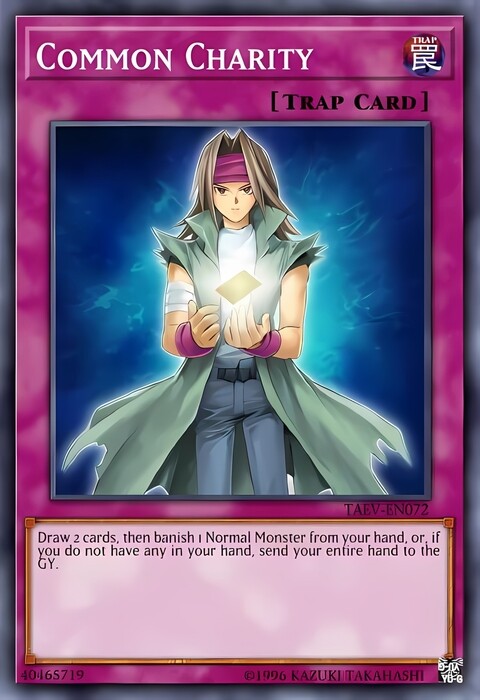 Common Charity
TRAP
罠
[Trap Card]
TAEV-EN072
Draw 2 cards, then banish 1 Normal Monster from your hand, or, if
you do not have any in your hand, send your entire hand to the
GY.
40465719
©1996 KAZUKI TAKAHASHI